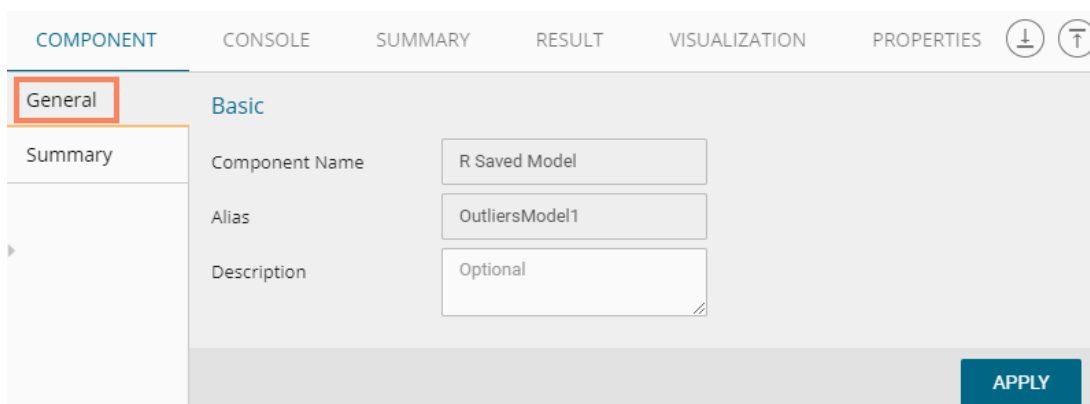 COMPONENT CONSOLE SUMMARY RESULT VISUALIZATION PROPERTIES
General
Summary
Basic
Component Name R Saved Model
Alias OutliersModel1
Description Optional
APPLY